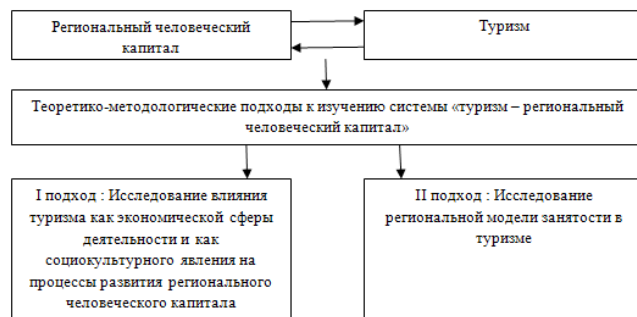 Региональный человеческий
капитал
Туризм
Теоретико-методологические подходы к изучению системы «туризм – региональный
человеческий капитал»
I подход : Исследование влияния
туризма как экономической сферы
деятельности и как
социокультурного явления на
процессы развития регионального
человеческого капитала
II подход : Исследование
региональной модели занятости в
туризме